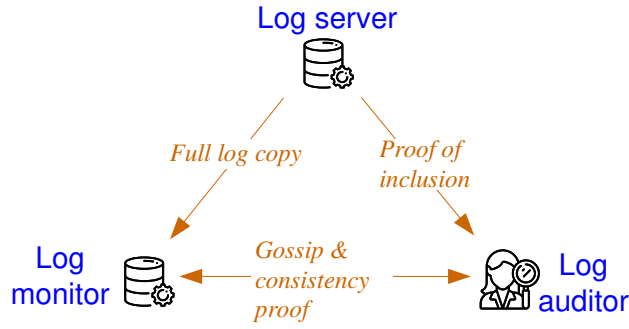 Log server
Full log copy
Proof of
inclusion
Gossip &
consistency
proof
Log
monitor
Log
auditor